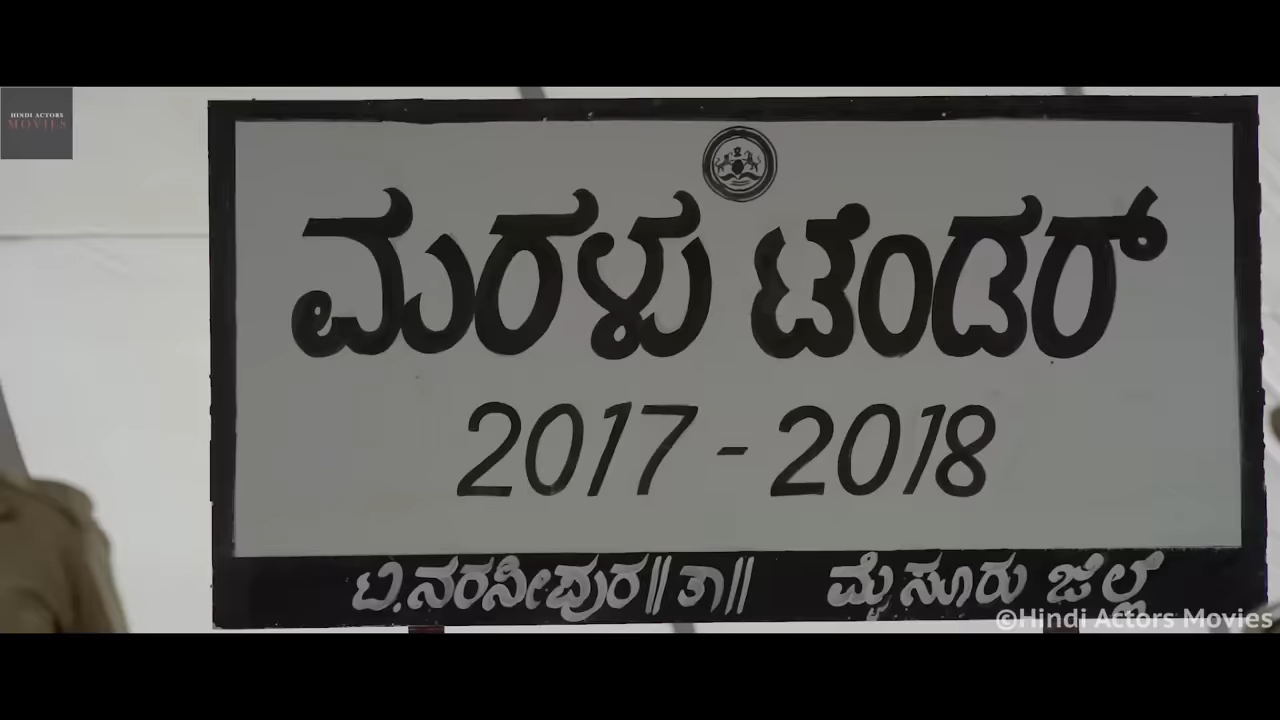 HINDI ACTORS
MOVIES
ಮರಳು ಟೆಂಡರ್
2017 - 2018
ಟಿ.ನರಸೀಪುರ || ತಾ || ಮೈಸೂರು ಜಿಲ್ಲೆ
©Hindi Actors Movies